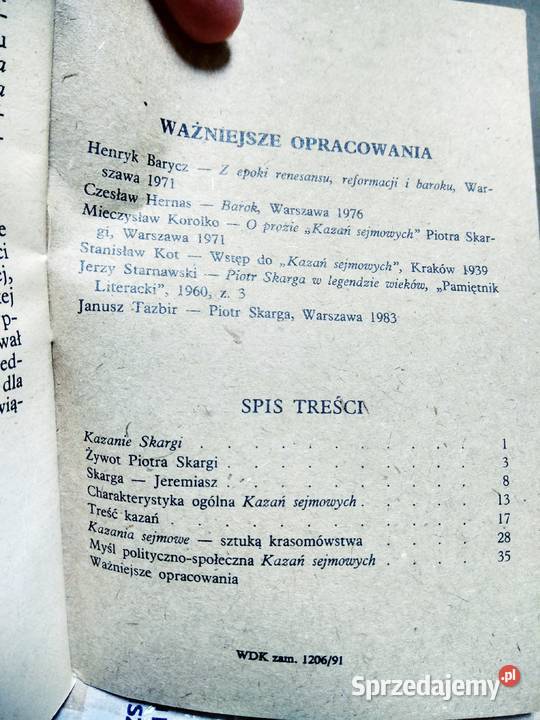 WAŻNIEJSZE OPRACOWANIA
Henryk Barycz — Z epoki renesansu, reformacji i baroku, War-
szawa 1971
Czesław Hernas — Barok, Warszawa 1976
Mieczysław Korolko — O prozie „Kazań sejmowych” Piotra Skar-
gi, Warszawa 1971
Stanisław Kot — Wstęp do „Kazań sejmowych”, Kraków 1939
Jerzy Starnawski — Piotr Skarga w legendzie wieków, „Pamiętnik
Literacki”, 1960, z. 3
Janusz Tazbir — Piotr Skarga, Warszawa 1983
SPIS TREŚCI
Kazanie Skargi . . . . . . . . . 1
Żywot Piotra Skargi . . . . . . . . 3
Skarga — Jeremiasz . . . . . . . . 8
Charakterystyka ogólna Kazań sejmowych . . . . 13
Treść kazań . . . . . . . . . . 17
Kazania sejmowe — sztuką krasomówstwa . . . . 28
Myśl polityczno-społeczna Kazań sejmowych . . . . 35
Ważniejsze opracowania
WDK zam. 1206/91
Sprzedajemy.pl